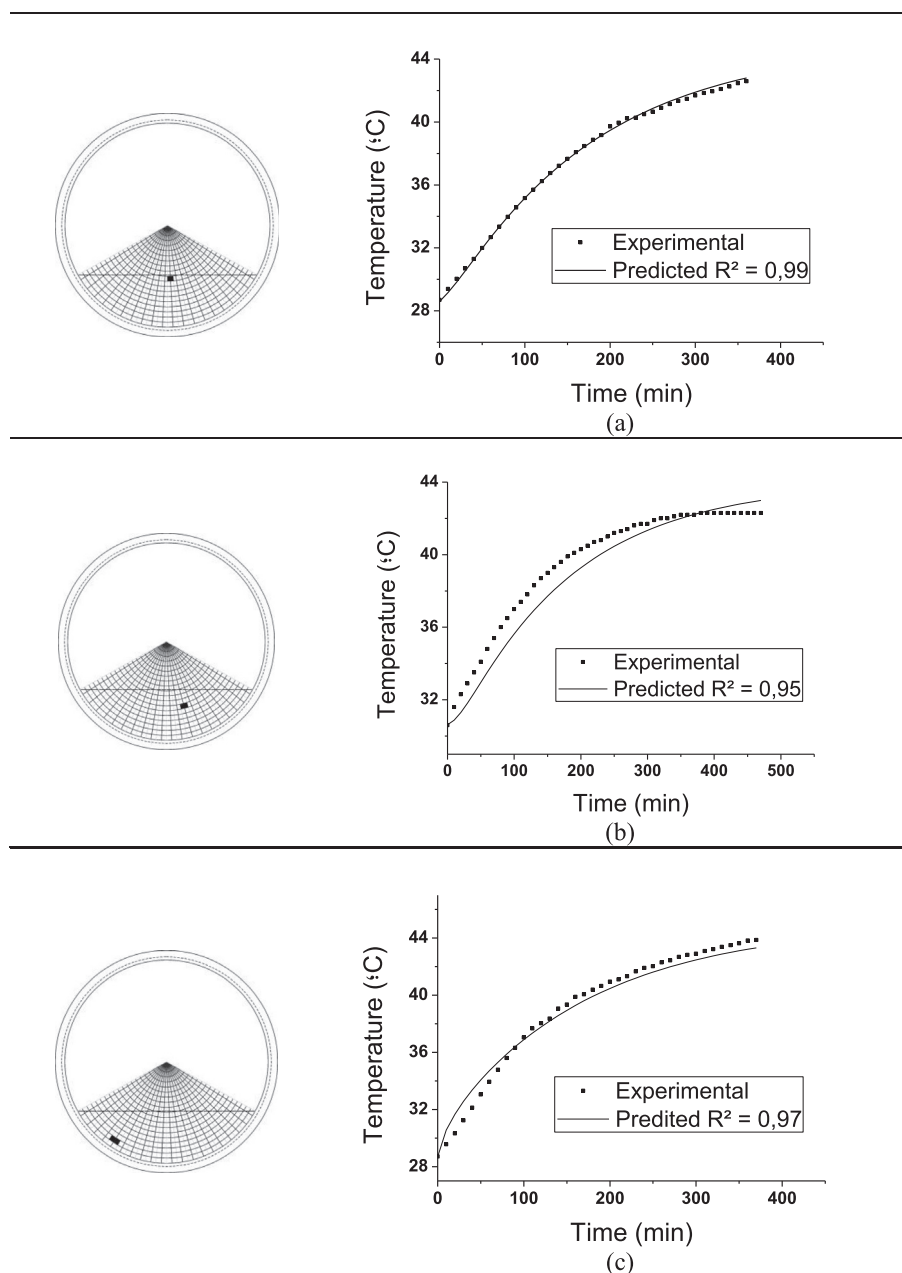 44
40
36
32
28
Temperature (؛C)
Experimental
Predicted R² = 0,99
0 100 200 300 400
Time (min)
(a)
44
40
36
32
Temperature (؛C)
Experimental
Predicted R² = 0,95
0 100 200 300 400 500
Time (min)
(b)
44
40
36
32
28
Temperature (؛C)
Experimental
Predited R² = 0,97
0 100 200 300 400
Time (min)
(c)